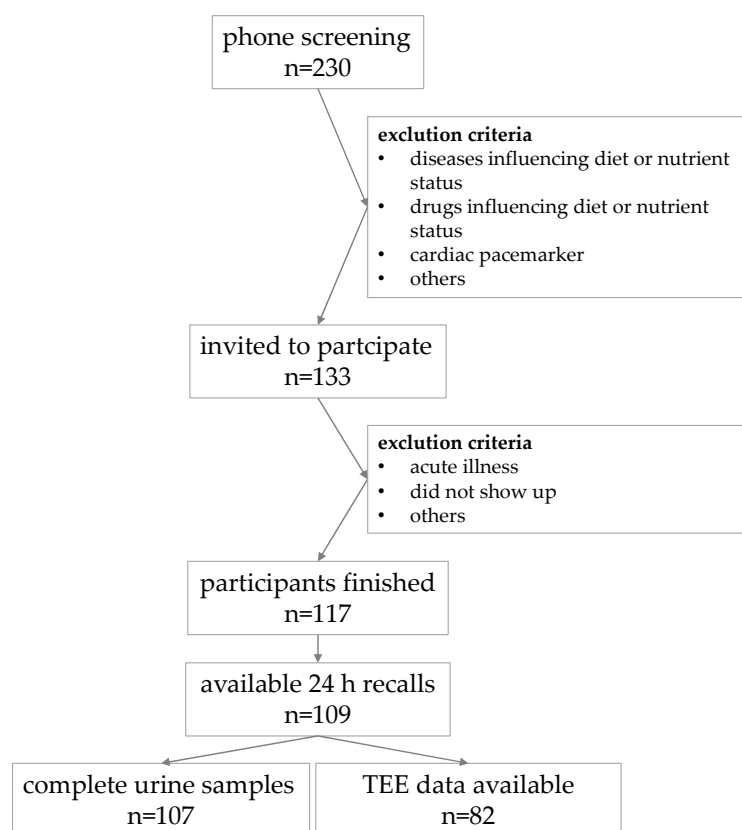 phone screening
n=230
exclution criteria
• diseases influencing diet or nutrient
status
• drugs influencing diet or nutrient
status
• cardiac pacemarker
• others
invited to partcipate
n=133
exclution criteria
• acute illness
• did not show up
• others
participants finished
n=117
available 24 h recalls
n=109
complete urine samples
n=107
TEE data available
n=82